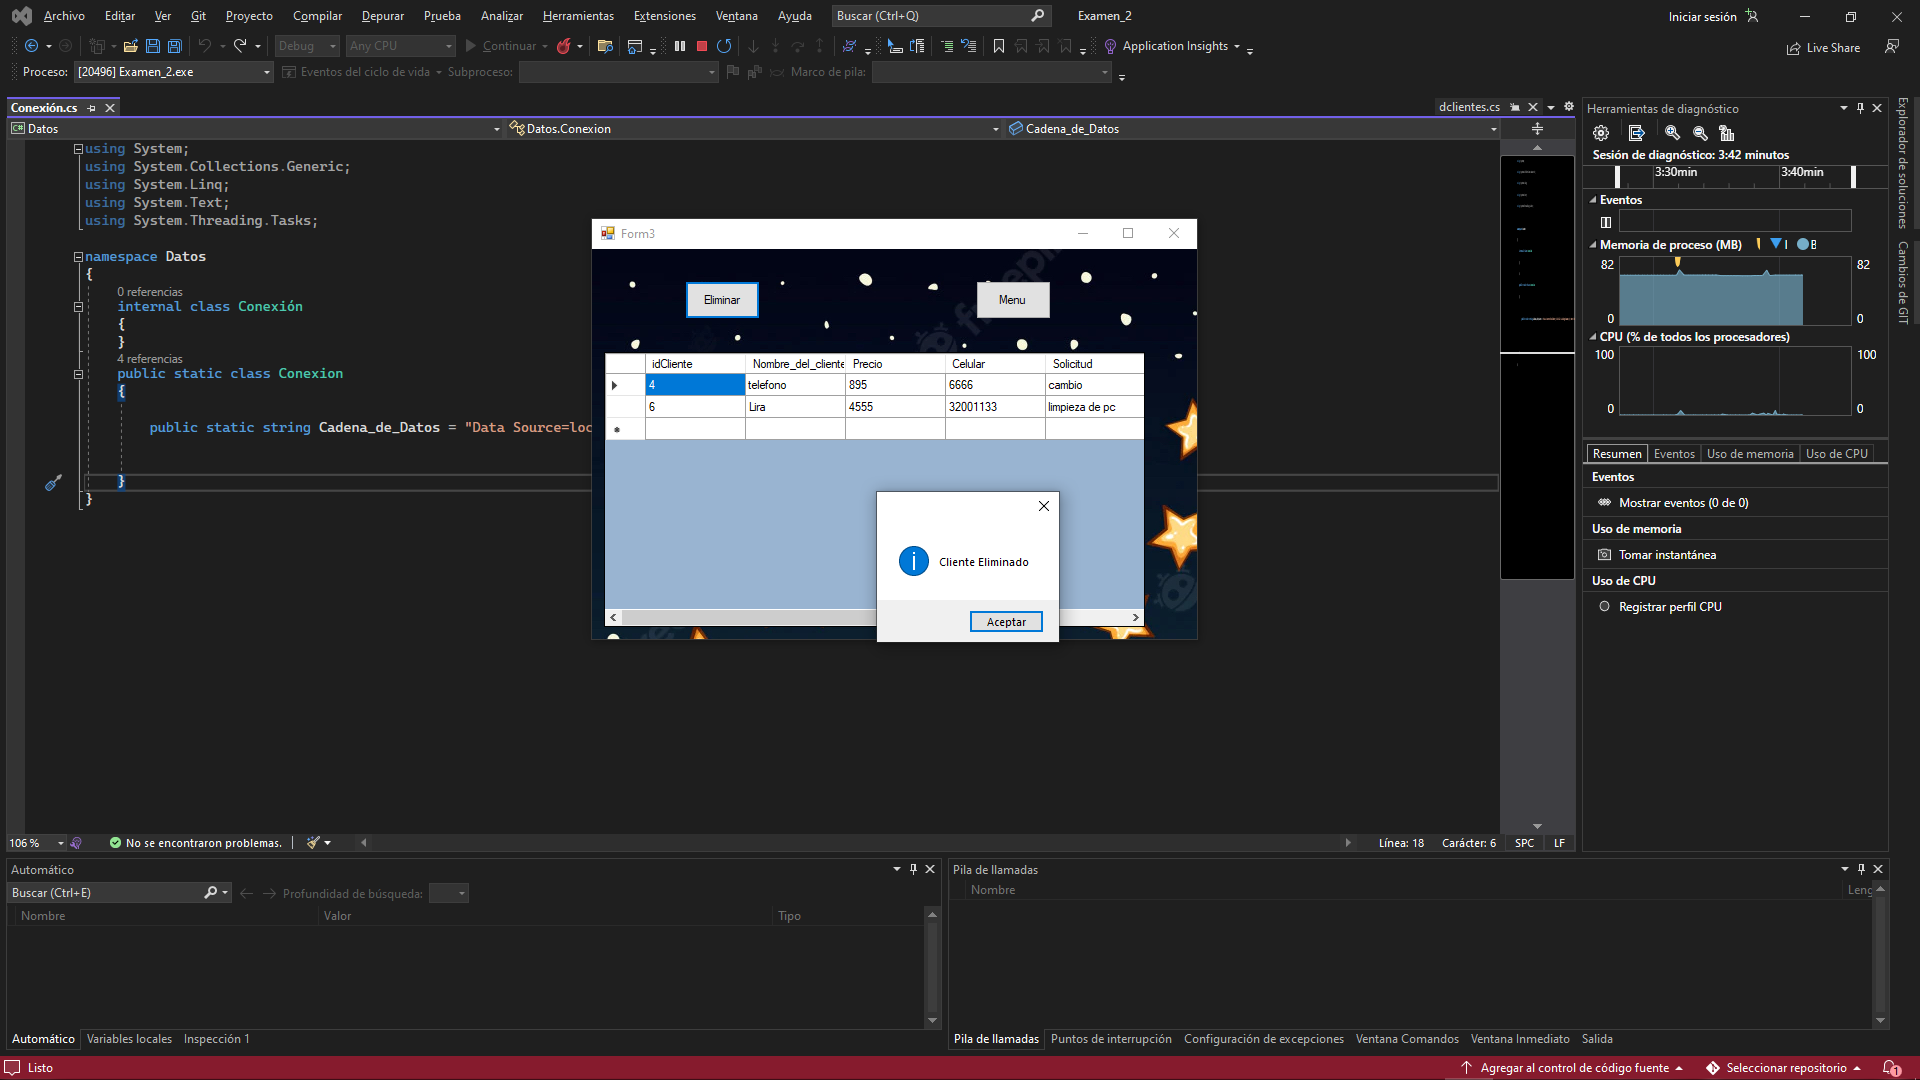 Archivo Editar Ver Git Proyecto Compilar Depurar Prueba Analizar Herramientas Extensiones Ventana Ayuda Buscar (Ctrl+Q) Examen_2 Iniciar sesión
Debug Any CPU Continuar Application Insights Live Share
Proceso: [20496] Examen_2.exe Eventos del ciclo de vida Subproceso: Marco de pila:
Conexión.cs dclientes.cs
Datos Datos.Conexion Cadena_de_Datos
using System;
using System.Collections.Generic;
using System.Linq;
using System.Text;
using System.Threading.Tasks;
namespace Datos
{
0 referencias
internal class Conexión
{
}
4 referencias
public static class Conexion
{
public static string Cadena_de_Datos = "Data Source=loc
}
}
Form3
Eliminar Menu
idCliente Nombre_del_cliente Precio Celular Solicitud
4 telefono 895 6666 cambio
6 Lira 4555 32001133 limpieza de pc
Cliente Eliminado
Aceptar
Herramientas de diagnóstico
Sesión de diagnóstico: 3:42 minutos
3:30min 3:40min
Eventos
Memoria de proceso (MB) I B
82 82
0 0
CPU (% de todos los procesadores)
100 100
0 0
Resumen Eventos Uso de memoria Uso de CPU
Eventos
Mostrar eventos (0 de 0)
Uso de memoria
Tomar instantánea
Uso de CPU
Registrar perfil CPU
Explorador de soluciones
Cambios de GIT
106 % No se encontraron problemas. Línea: 18 Carácter: 6 SPC LF
Automático
Buscar (Ctrl+E) Profundidad de búsqueda:
Nombre Valor Tipo
Automático Variables locales Inspección 1
Pila de llamadas
Nombre Leng
Pila de llamadas Puntos de interrupción Configuración de excepciones Ventana Comandos Ventana Inmediato Salida
Listo Agregar al control de código fuente Seleccionar repositorio 1